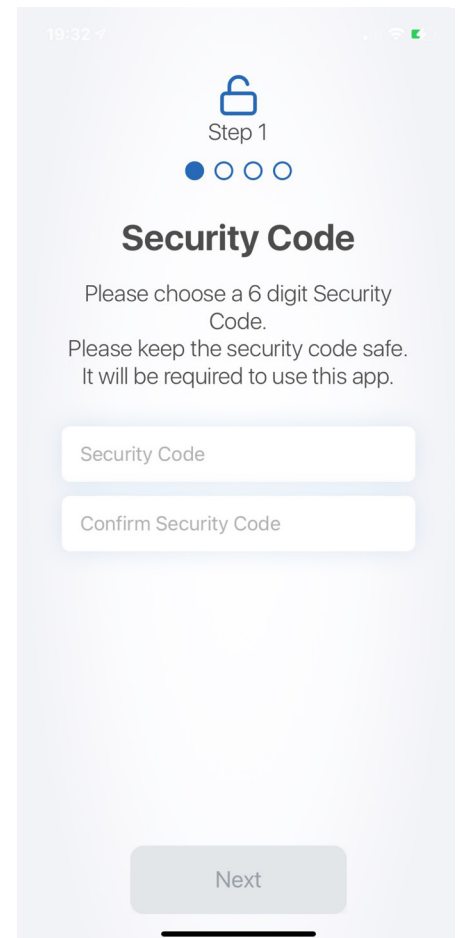 19:32
Step 1
Security Code
Please choose a 6 digit Security
Code.
Please keep the security code safe.
It will be required to use this app.
Security Code
Confirm Security Code
Next